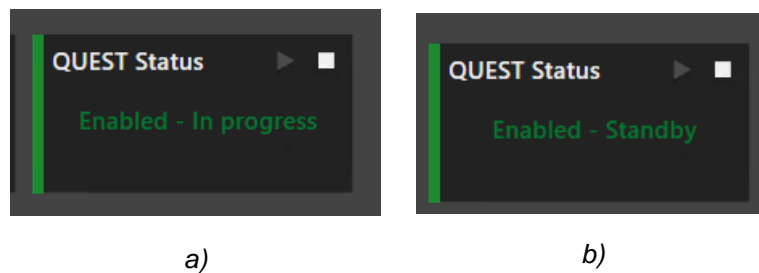 QUEST Status
Enabled - In progress
a)
QUEST Status
Enabled - Standby
b)